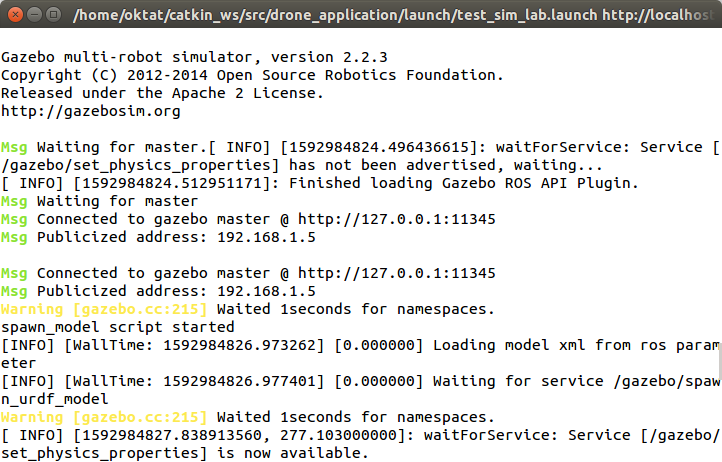 /home/oktat/catkin_ws/src/drone_application/launch/test_sim_lab.launch http://localhost
Gazebo multi-robot simulator, version 2.2.3
Copyright (C) 2012-2014 Open Source Robotics Foundation.
Released under the Apache 2 License.
http://gazebosim.org
Msg Waiting for master.[ INFO] [1592984824.496436615]: waitForService: Service [
/gazebo/set_physics_properties] has not been advertised, waiting...
[ INFO] [1592984824.512951171]: Finished loading Gazebo ROS API Plugin.
Msg Waiting for master
Msg Connected to gazebo master @ http://127.0.0.1:11345
Msg Publicized address: 192.168.1.5
Msg Connected to gazebo master @ http://127.0.0.1:11345
Msg Publicized address: 192.168.1.5
Warning [gazebo.cc:215] Waited 1seconds for namespaces.
spawn_model script started
[INFO] [WallTime: 1592984826.973262] [0.000000] Loading model xml from ros param
eter
[INFO] [WallTime: 1592984826.977401] [0.000000] Waiting for service /gazebo/spaw
n_urdf_model
Warning [gazebo.cc:215] Waited 1seconds for namespaces.
[ INFO] [1592984827.838913560, 277.103000000]: waitForService: Service [/gazebo/
set_physics_properties] is now available.